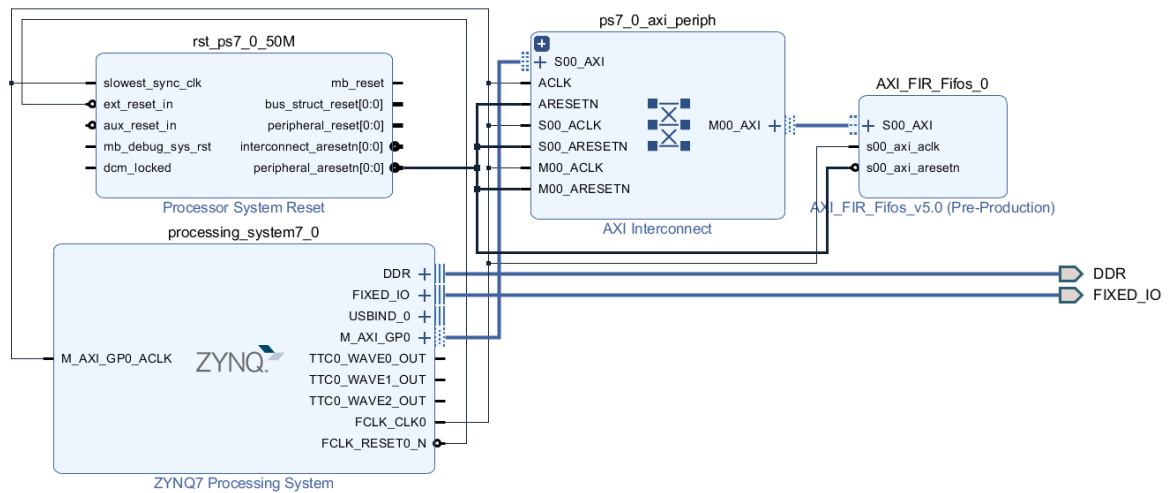 rst_ps7_0_50M
slowest_sync_clk
ext_reset_in
aux_reset_in
mb_debug_sys_rst
dcm_locked
mb_reset
bus_struct_reset[0:0]
peripheral_reset[0:0]
interconnect_aresetn[0:0]
peripheral_aresetn[0:0]
Processor System Reset
ps7_0_axi_periph
S00_AXI
ACLK
ARESETN
S00_ACLK
S00_ARESETN
M00_ACLK
M00_ARESETN
M00_AXI
AXI Interconnect
AXI_FIR_Fifos_0
S00_AXI
s00_axi_aclk
s00_axi_aresetn
AXI_FIR_Fifos_v5.0 (Pre-Production)
processing_system7_0
M_AXI_GP0_ACLK
ZYNQ
DDR
FIXED_IO
USBIND_0
M_AXI_GP0
TTC0_WAVE0_OUT
TTC0_WAVE1_OUT
TTC0_WAVE2_OUT
FCLK_CLK0
FCLK_RESET0_N
ZYNQ7 Processing System
DDR
FIXED_IO